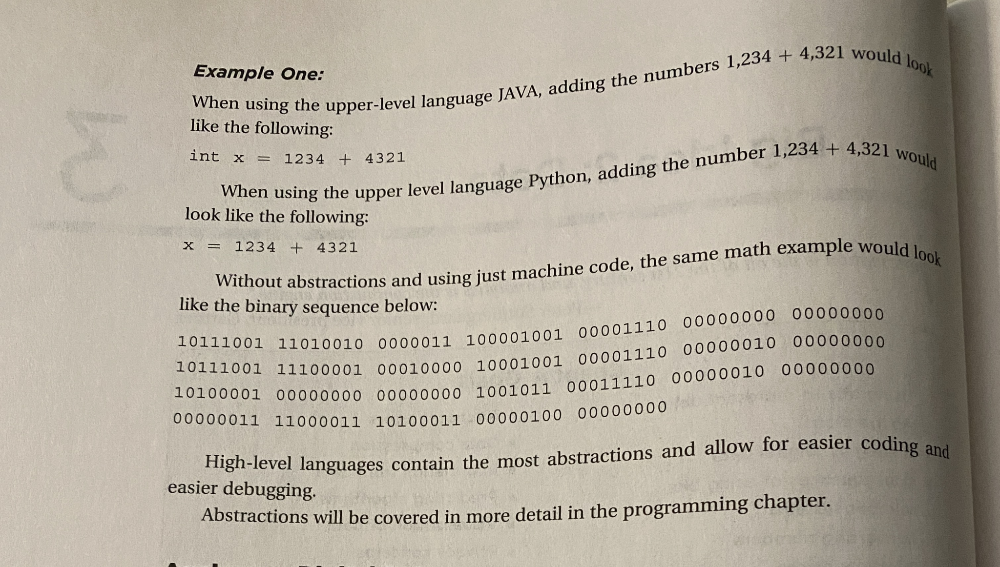 Example One:
When using the upper-level language JAVA, adding the numbers 1,234 + 4,321 would look
like the following:
int x = 1234 + 4321
When using the upper level language Python, adding the number 1,234 + 4,321 would
look like the following:
x = 1234 + 4321
Without abstractions and using just machine code, the same math example would look
like the binary sequence below:
10111001 11010010 0000011 100001001 00001110 00000000 00000000
10111001 11100001 00010000 10001001 00001110 00000010 00000000
10100001 00000000 00000000 1001011 00011110 00000010 00000000
00000011 11000011 10100011 00000100 00000000
High-level languages contain the most abstractions and allow for easier coding and
easier debugging.
Abstractions will be covered in more detail in the programming chapter.